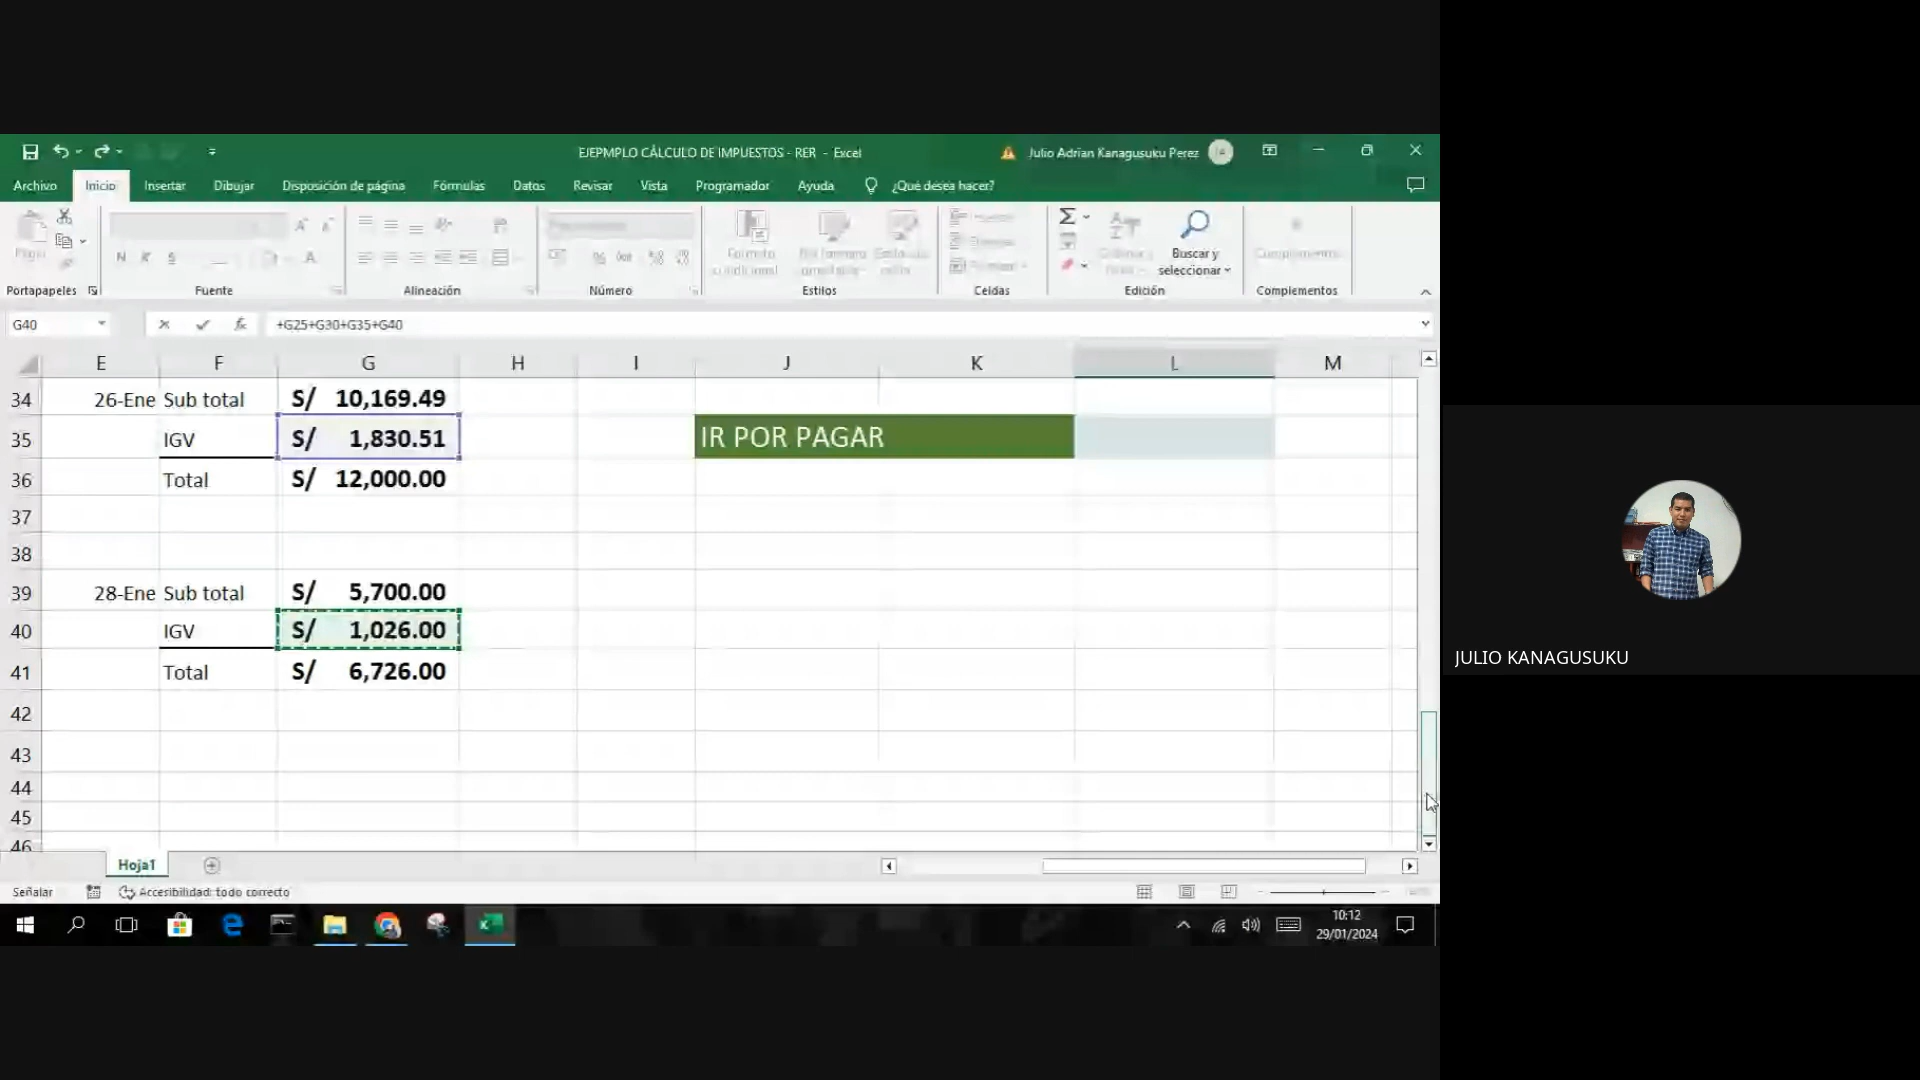 EJEPMPLO CÁLCULO DE IMPUESTOS - RER - Excel
Julio Adrian Kanagusuku Perez
Archivo Inicio Insertar Dibujar Disposición de página Fórmulas Datos Revisar Vista Programador Ayuda ¿Qué desea hacer?
N K S
Formato condicional
Buscar y seleccionar
Complementos
Portapapeles Fuente Alineación Número Estilos Celdas Edición Complementos
G40 fx +G25+G30+G35+G40
E F G H I J K L M
34 26-Ene Sub total S/ 10,169.49
35 IGV S/ 1,830.51 IR POR PAGAR
36 Total S/ 12,000.00
37
38
39 28-Ene Sub total S/ 5,700.00
40 IGV S/ 1,026.00
41 Total S/ 6,726.00
42
43
44
45
46
Hoja1
Señalar Accesibilidad: todo correcto
10:12
29/01/2024
JULIO KANAGUSUKU